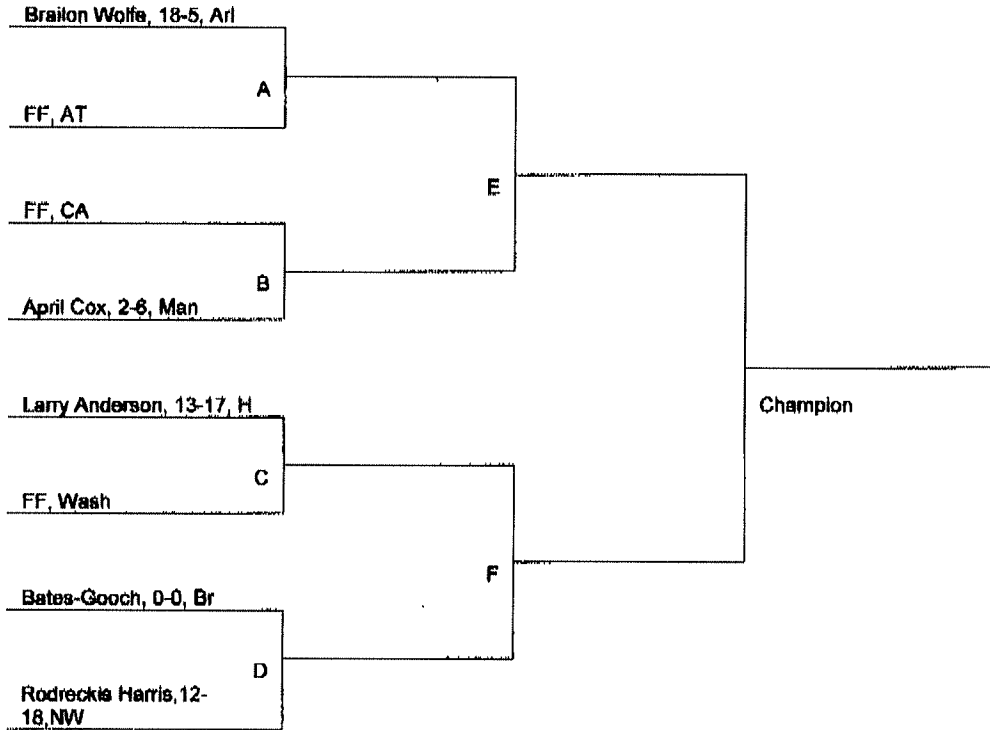 Brailon Wolfe, 18-5, Arl
A
FF, AT
E
FF, CA
B
April Cox, 2-6, Man
Larry Anderson, 13-17, H
Champion
C
FF, Wash
F
Bates-Gooch, 0-0, Br
D
Rodreckis Harris,12-
18,NW